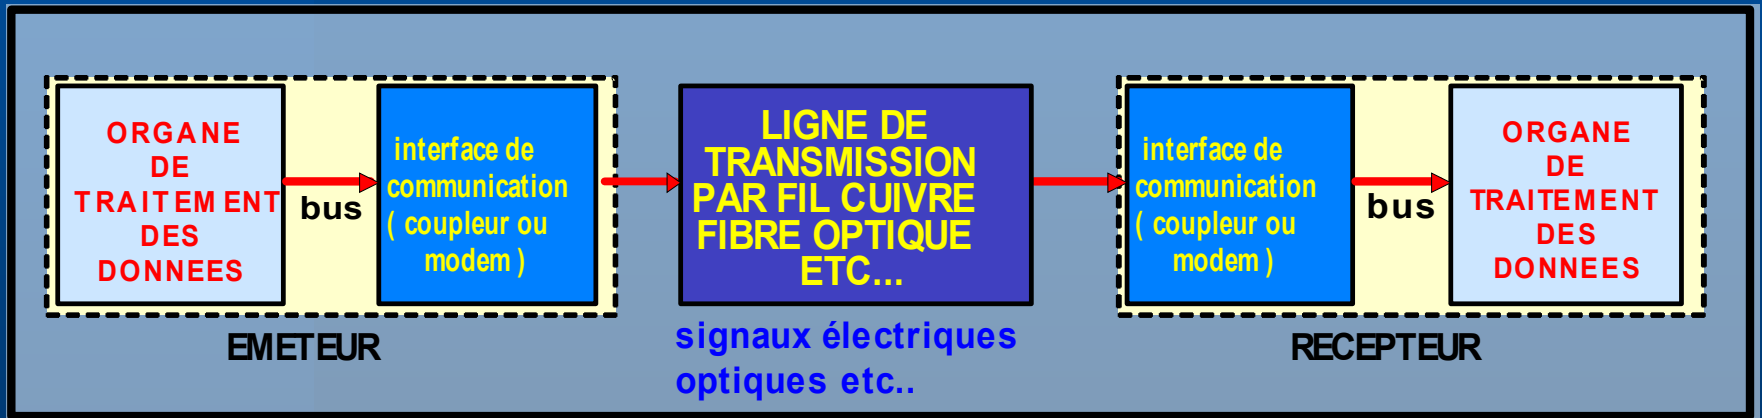 ORGANE
DE
TRAITEMENT
DES
DONNEES
bus
interface de
communication
( coupleur ou
modem )
EMETEUR
LIGNE DE
TRANSMISSION
PAR FIL CUIVRE
FIBRE OPTIQUE
ETC...
signaux électriques
optiques etc..
interface de
communication
( coupleur ou
modem )
bus
ORGANE
DE
TRAITEMENT
DES
DONNEES
RECEPTEUR